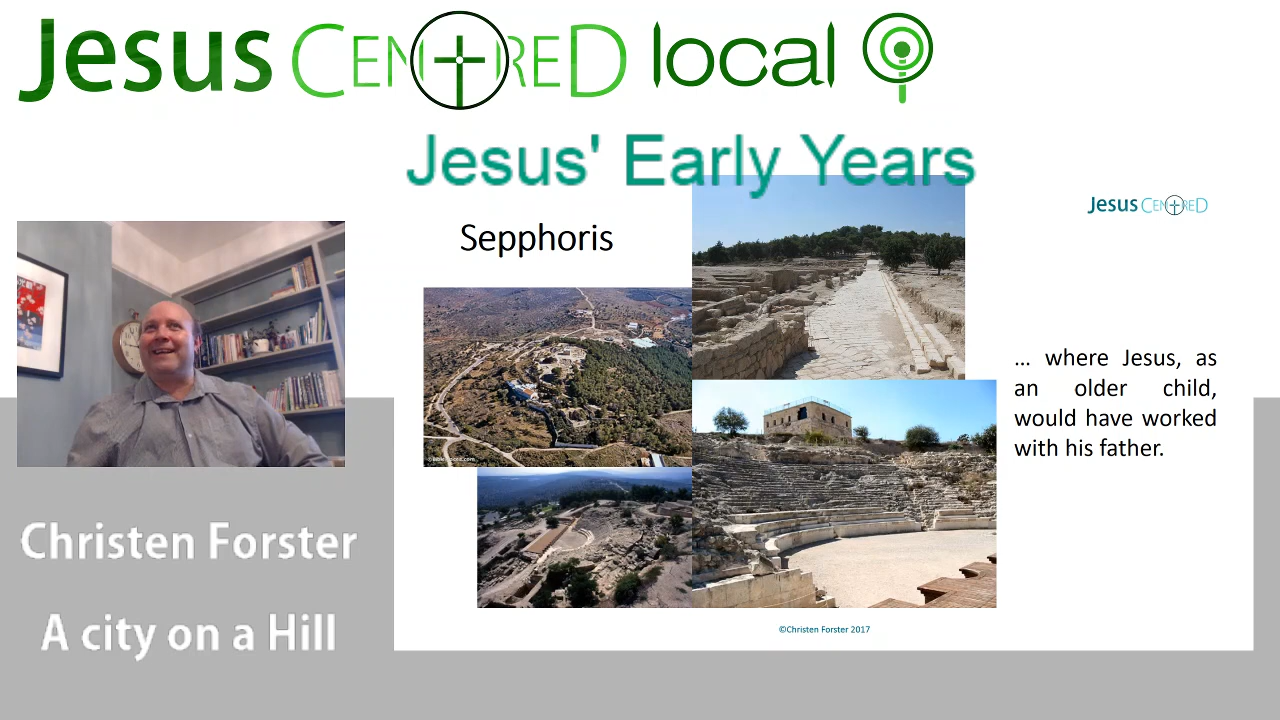 Jesus CENTRED local
Jesus' Early Years
Jesus CENTRED
Sepphoris
... where Jesus, as
an older child,
would have worked
with his father.
Christen Forster
A city on a Hill
©Christen Forster 2017